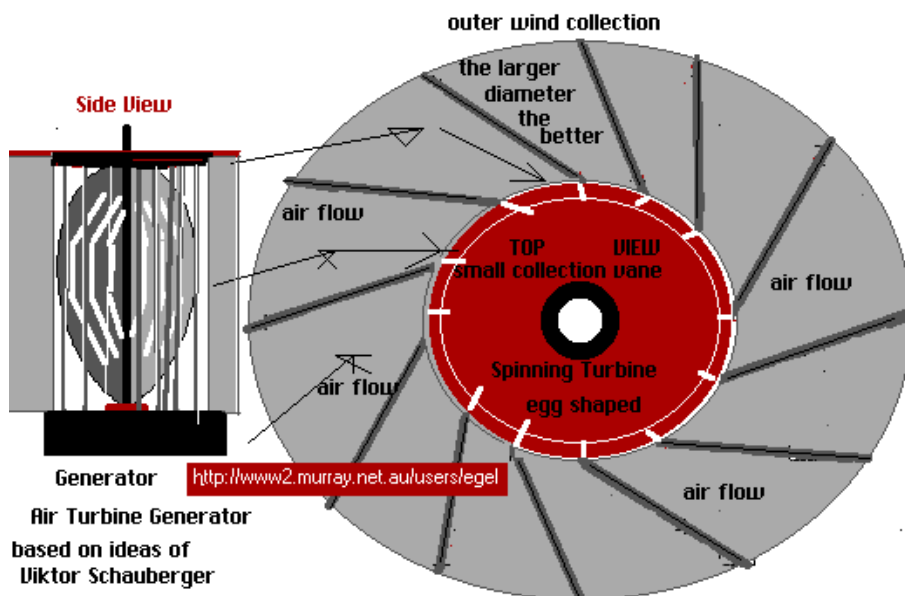 outer wind collection
the larger
diameter
the
better
Side View
air flow
TOP VIEW
small collection vane
air flow
Spinning Turbine
egg shaped
air flow
air flow
Generator
http://www2.murray.net.au/users/egel
Air Turbine Generator
based on ideas of
Viktor Schauberger